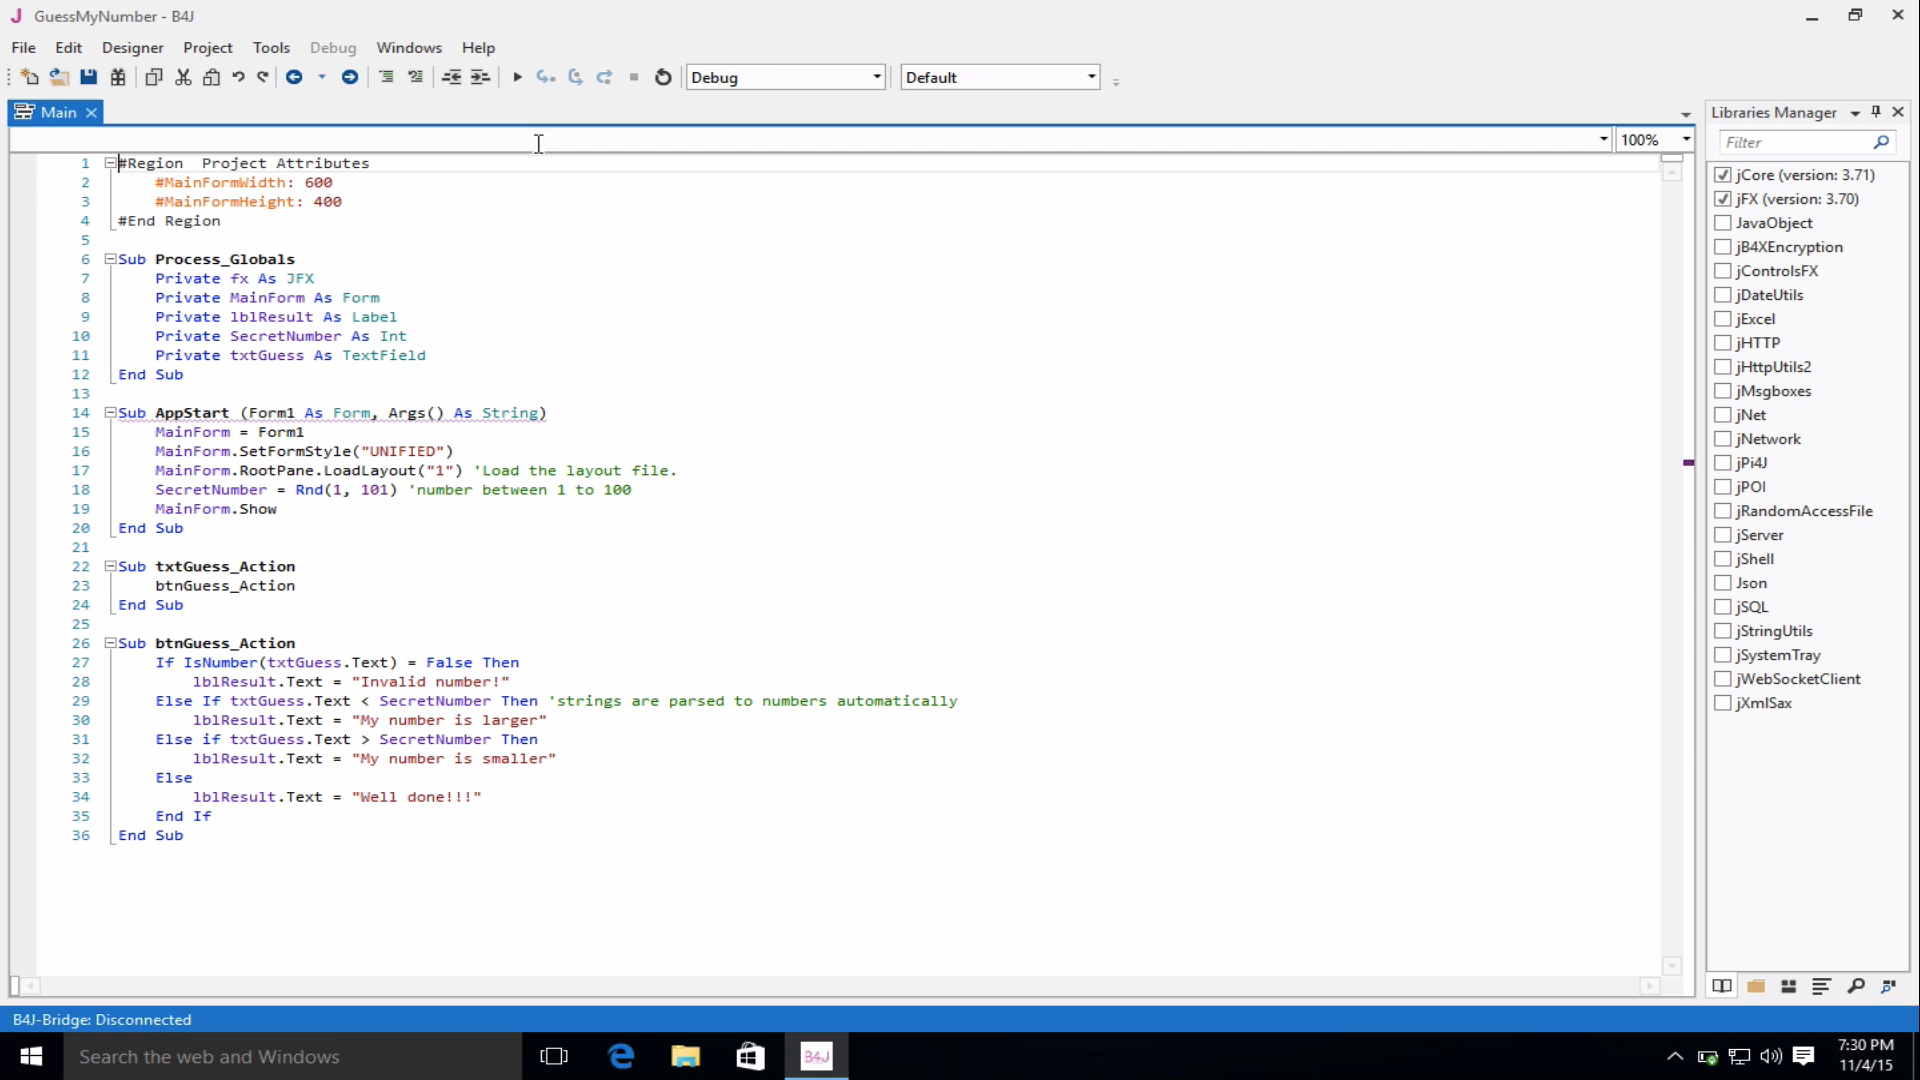 J GuessMyNumber - B4J
File Edit Designer Project Tools Debug Windows Help
Debug Default
Main
100%
Libraries Manager
Filter
1 #Region  Project Attributes
2 #MainFormWidth: 600
3 #MainFormHeight: 400
4 #End Region
5
6 Sub Process_Globals
7 Private fx As JFX
8 Private MainForm As Form
9 Private lblResult As Label
10 Private SecretNumber As Int
11 Private txtGuess As TextField
12 End Sub
13
14 Sub AppStart (Form1 As Form, Args() As String)
15 MainForm = Form1
16 MainForm.SetFormStyle("UNIFIED")
17 MainForm.RootPane.LoadLayout("1") 'Load the layout file.
18 SecretNumber = Rnd(1, 101) 'number between 1 to 100
19 MainForm.Show
20 End Sub
21
22 Sub txtGuess_Action
23 btnGuess_Action
24 End Sub
25
26 Sub btnGuess_Action
27 If IsNumber(txtGuess.Text) = False Then
28 lblResult.Text = "Invalid number!"
29 Else If txtGuess.Text < SecretNumber Then 'strings are parsed to numbers automatically
30 lblResult.Text = "My number is larger"
31 Else if txtGuess.Text > SecretNumber Then
32 lblResult.Text = "My number is smaller"
33 Else
34 lblResult.Text = "Well done!!!"
35 End If
36 End Sub
jCore (version: 3.71)
jFX (version: 3.70)
JavaObject
jB4XEncryption
jControlsFX
jDateUtils
jExcel
jHTTP
jHttpUtils2
jMsgboxes
jNet
jNetwork
jPi4J
jPOI
jRandomAccessFile
jServer
jShell
Json
jSQL
jStringUtils
jSystemTray
jWebSocketClient
jXmlSax
B4J-Bridge: Disconnected
Search the web and Windows
B4J
7:30 PM
11/4/15